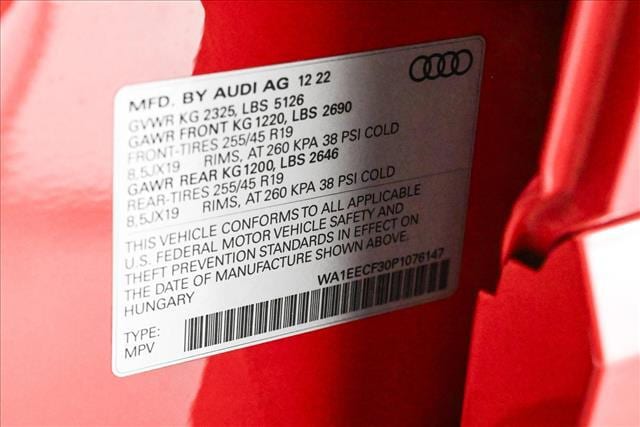 MFD. BY AUDI AG 12 22
GVWR KG 2325, LBS 5126
GAWR FRONT KG 1220, LBS 2690
FRONT-TIRES 255/45 R19
8,5JX19 RIMS, AT 260 KPA 38 PSI COLD
GAWR REAR KG 1200, LBS 2646
REAR-TIRES 255/45 R19
8,5JX19 RIMS, AT 260 KPA 38 PSI COLD
THIS VEHICLE CONFORMS TO ALL APPLICABLE
U.S. FEDERAL MOTOR VEHICLE SAFETY AND
THEFT PREVENTION STANDARDS IN EFFECT ON
THE DATE OF MANUFACTURE SHOWN ABOVE.
HUNGARY WA1EECF30P1076147
TYPE:
MPV